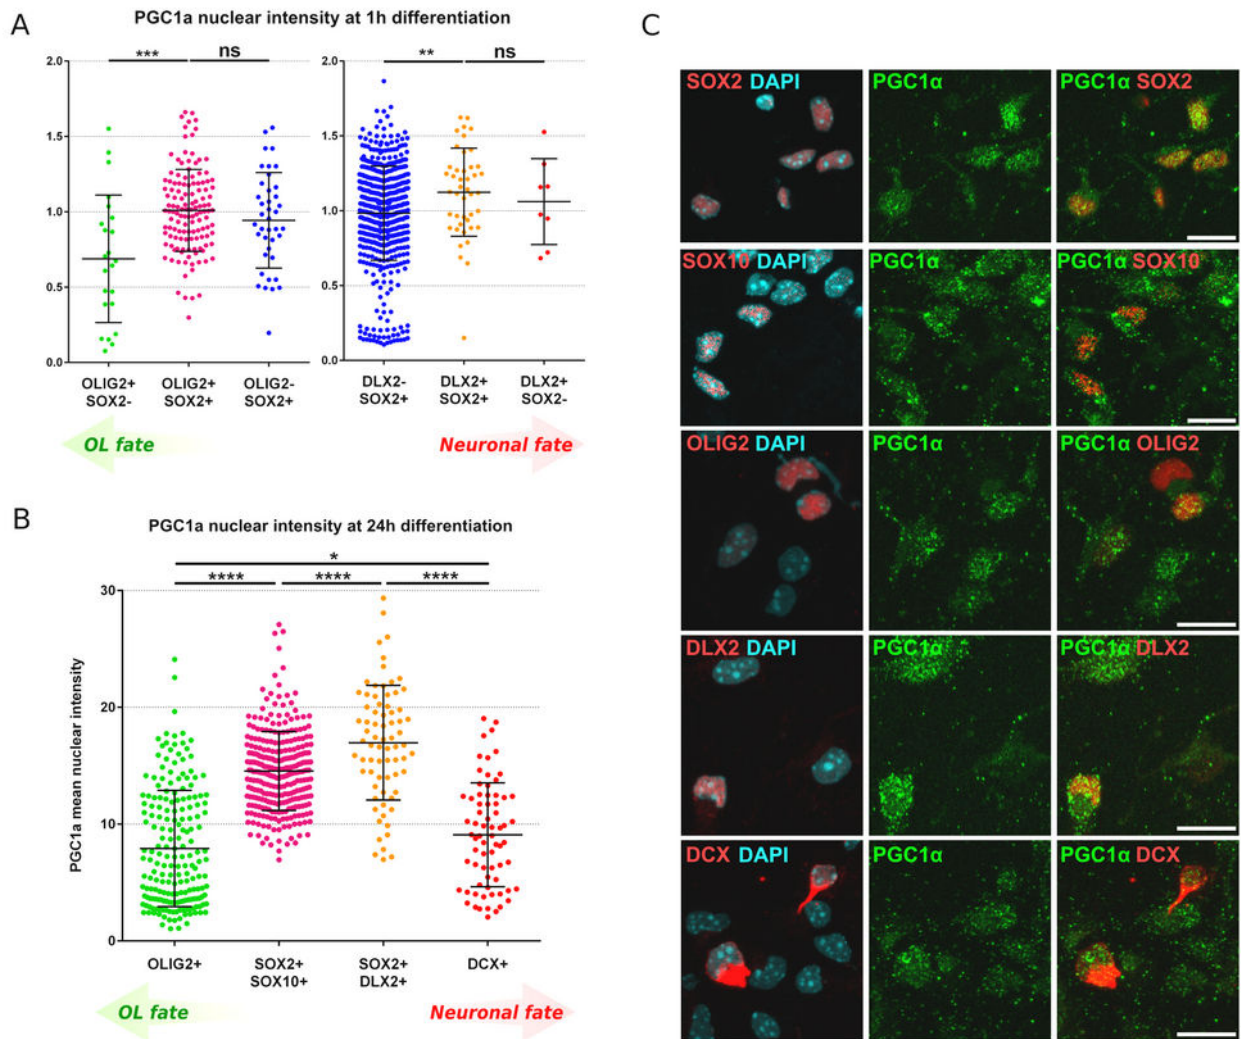 A
PGC1a nuclear intensity at 1h differentiation
*** ns
** ns
2.0
1.5
1.0
0.5
0.0
2.0
1.5
1.0
0.5
0.0
OLIG2+ OLIG2+ OLIG2-
SOX2- SOX2+ SOX2+
DLX2- DLX2+ DLX2+
SOX2+ SOX2+ SOX2-
OL fate
Neuronal fate
B
PGC1a nuclear intensity at 24h differentiation
*
**** **** ****
PGC1a mean nuclear intensity
30
20
10
0
OLIG2+ SOX2+ SOX2+ DCX+
SOX10+ DLX2+
OL fate
Neuronal fate
C
SOX2 DAPI PGC1α PGC1α SOX2
SOX10 DAPI PGC1α PGC1α SOX10
OLIG2 DAPI PGC1α PGC1α OLIG2
DLX2 DAPI PGC1α PGC1α DLX2
DCX DAPI PGC1α PGC1α DCX